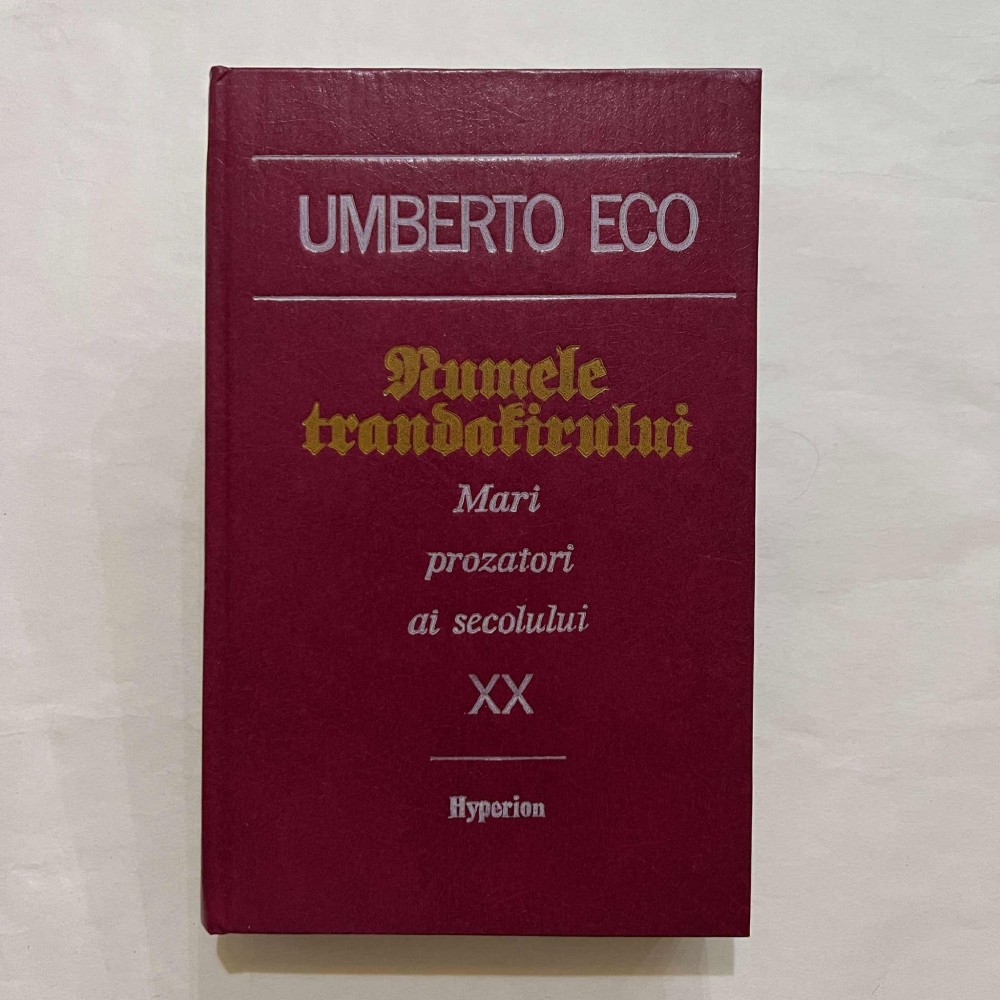 UMBERTO ECO
Numele
trandafirului
Mari
prozatori
ai secolului
XX
Hyperion